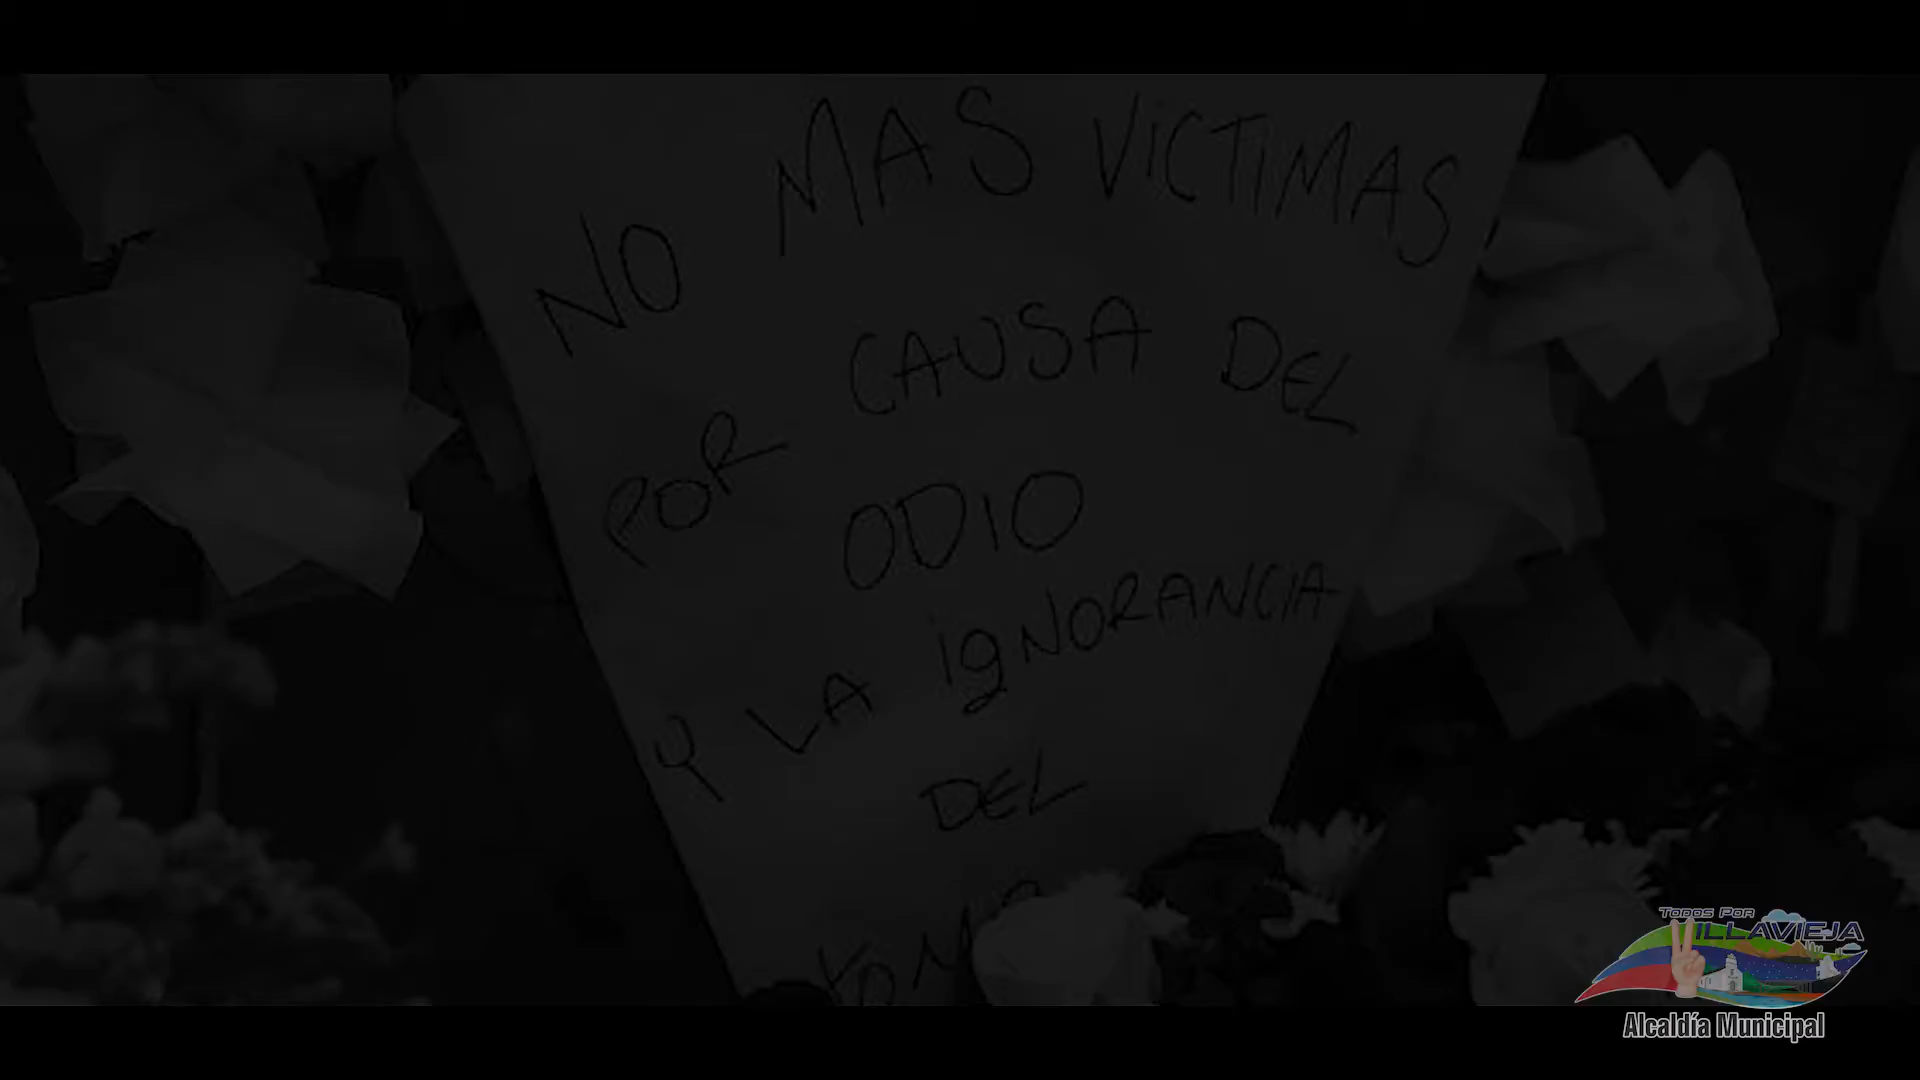 NO MAS VICTIMAS,
POR CAUSA DEL
ODIO
Y LA IgNORANCIA
DEL
TODOS POR
VILLAVIEJA
Alcaldía Municipal